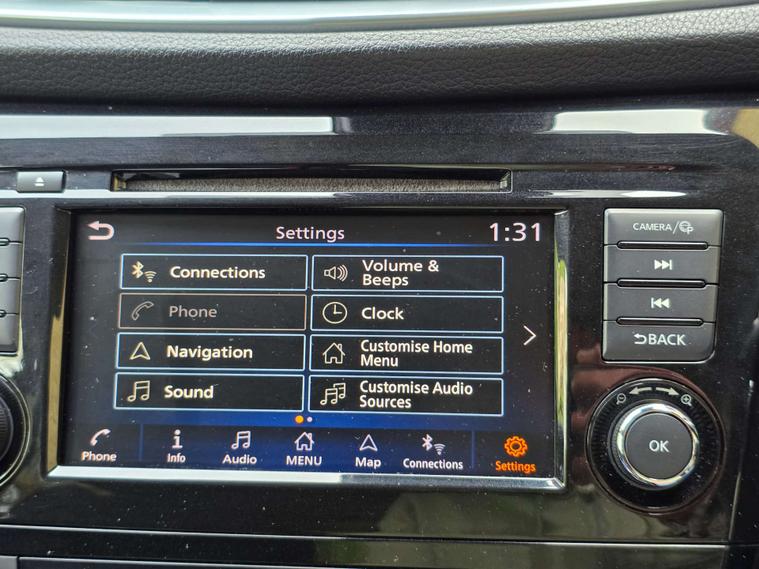 Settings
1:31
CAMERA/
Connections
Volume &
Beeps
Phone
Clock
Navigation
Customise Home
Menu
BACK
Sound
Customise Audio
Sources
Phone
Info
Audio
MENU
Map
Connections
Settings
OK